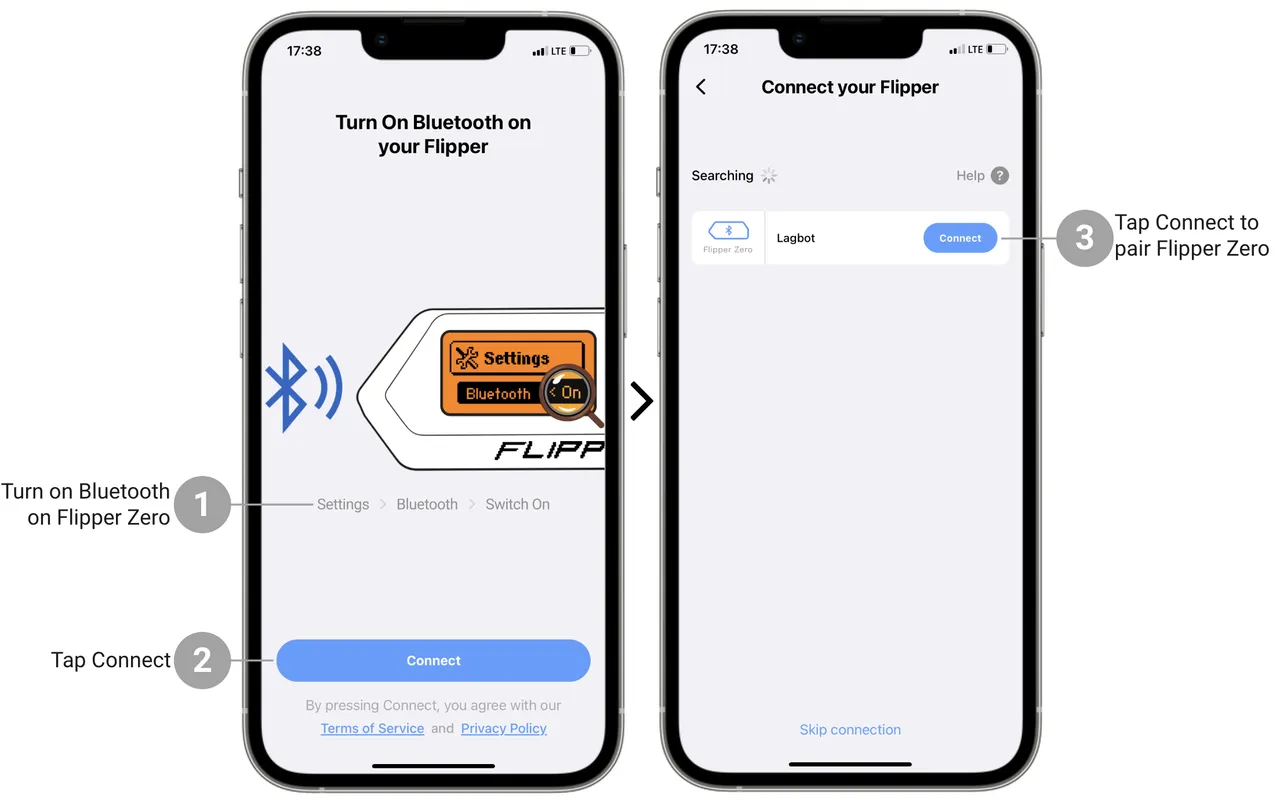 17:38
LTE
Turn On Bluetooth on
your Flipper
Settings
Bluetooth < On
FLIPP
Turn on Bluetooth
on Flipper Zero
1
Settings > Bluetooth > Switch On
Tap Connect
2
Connect
By pressing Connect, you agree with our
Terms of Service and Privacy Policy
17:38
LTE
Connect your Flipper
Searching
Help ?
Flipper Zero
Lagbot
Connect
3
Tap Connect to
pair Flipper Zero
Skip connection